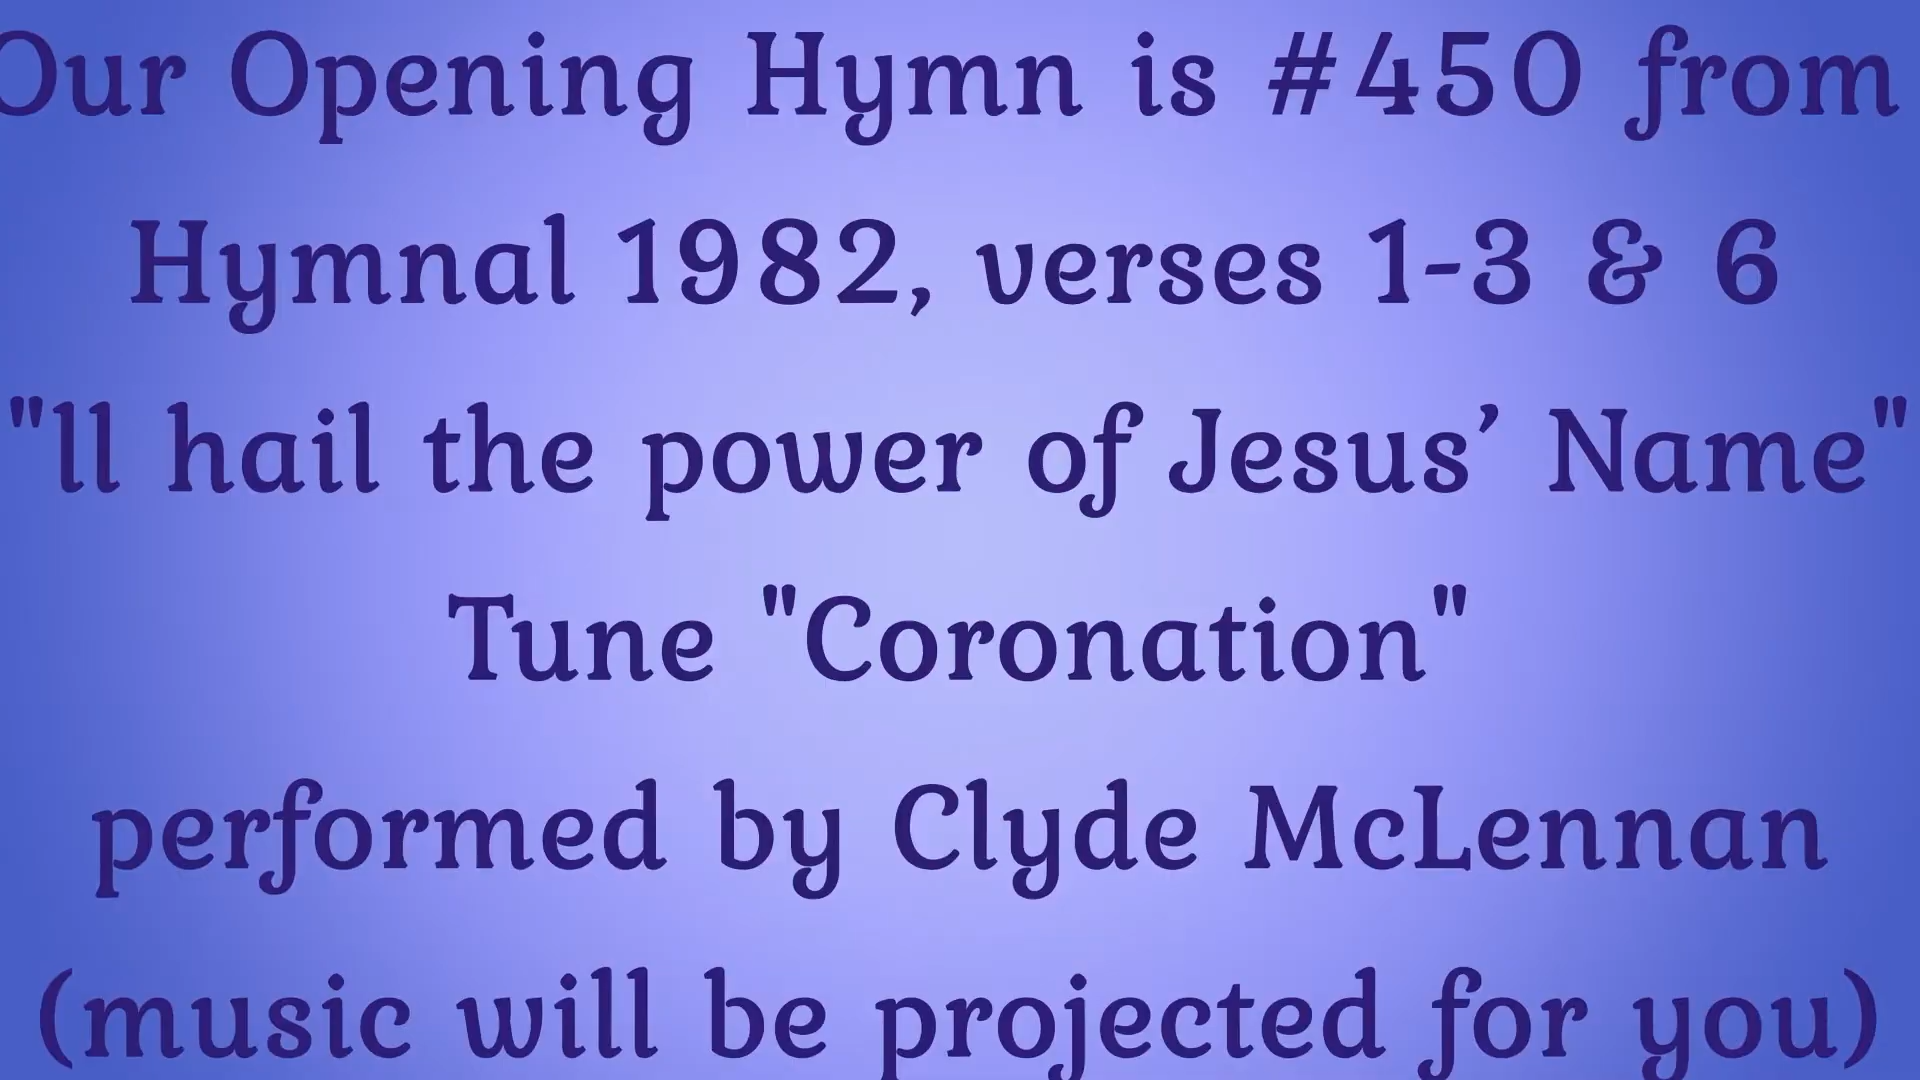 Our Opening Hymn is #450 from
Hymnal 1982, verses 1-3 & 6
"ll hail the power of Jesus’ Name"
Tune "Coronation"
performed by Clyde McLennan
(music will be projected for you)